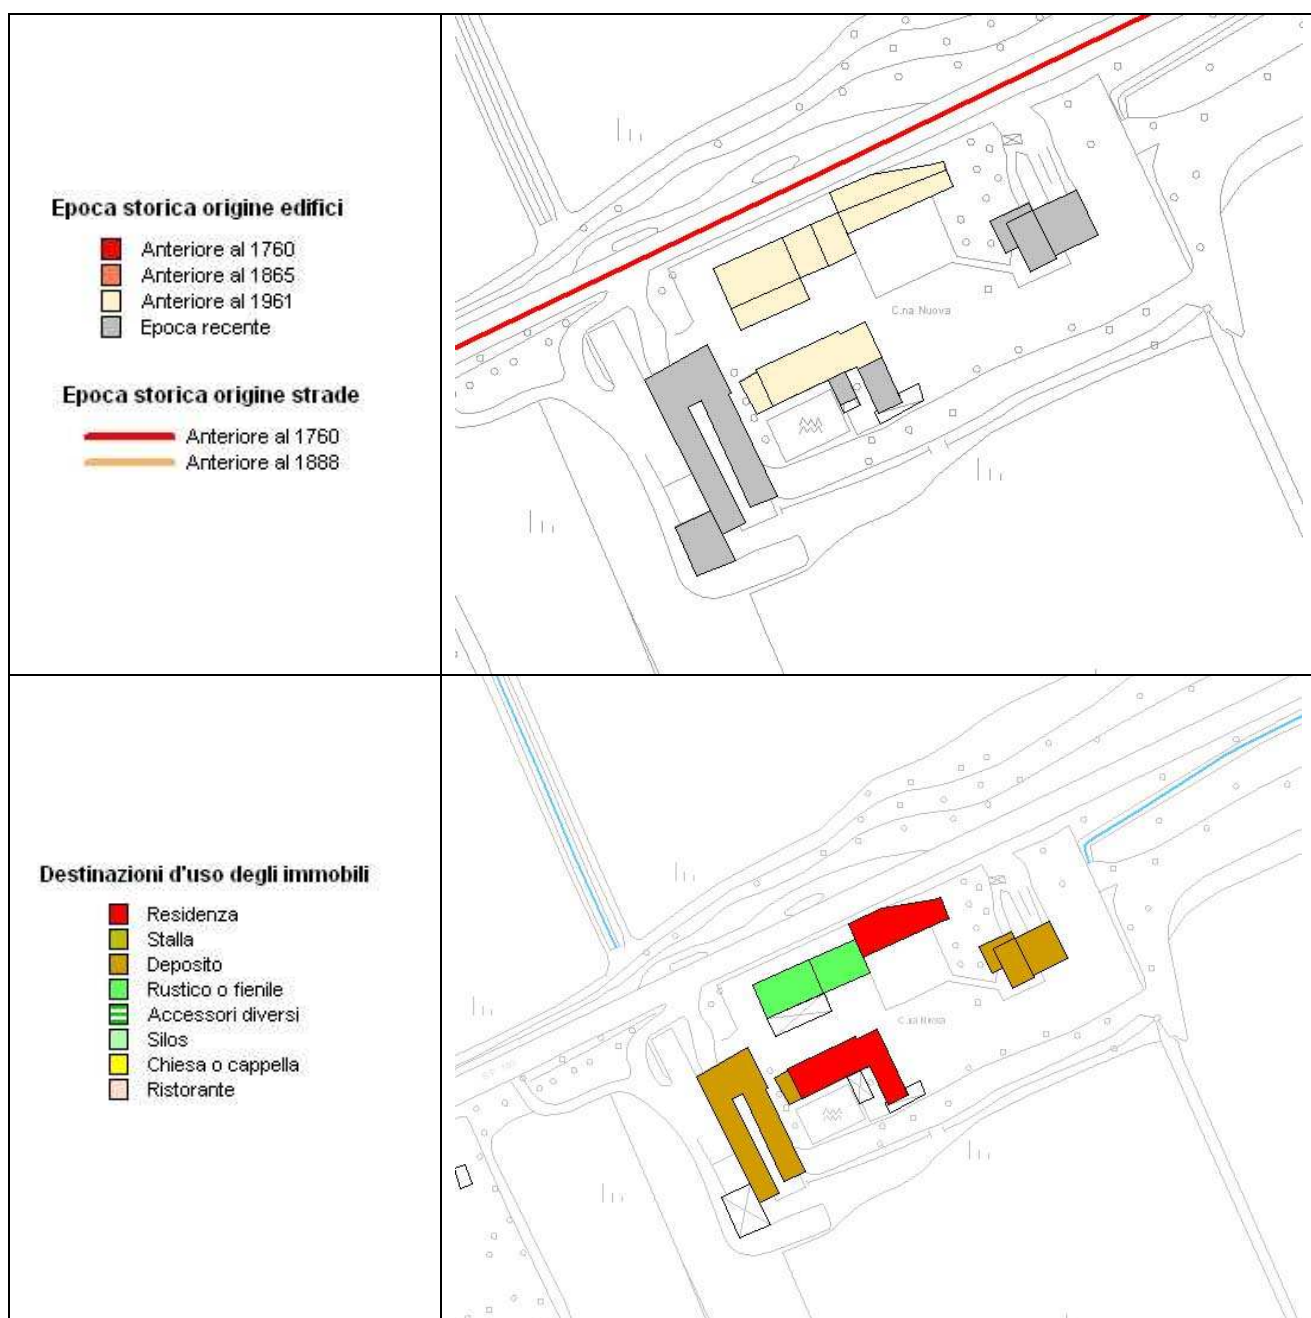 Epoca storica origine edifici
Anteriore al 1760
Anteriore al 1865
Anteriore al 1961
Epoca recente
Epoca storica origine strade
Anteriore al 1760
Anteriore al 1888
C.na Nuova
Destinazioni d'uso degli immobili
Residenza
Stalla
Deposito
Rustico o fienile
Accessori diversi
Silos
Chiesa o cappella
Ristorante
C.na Nuova